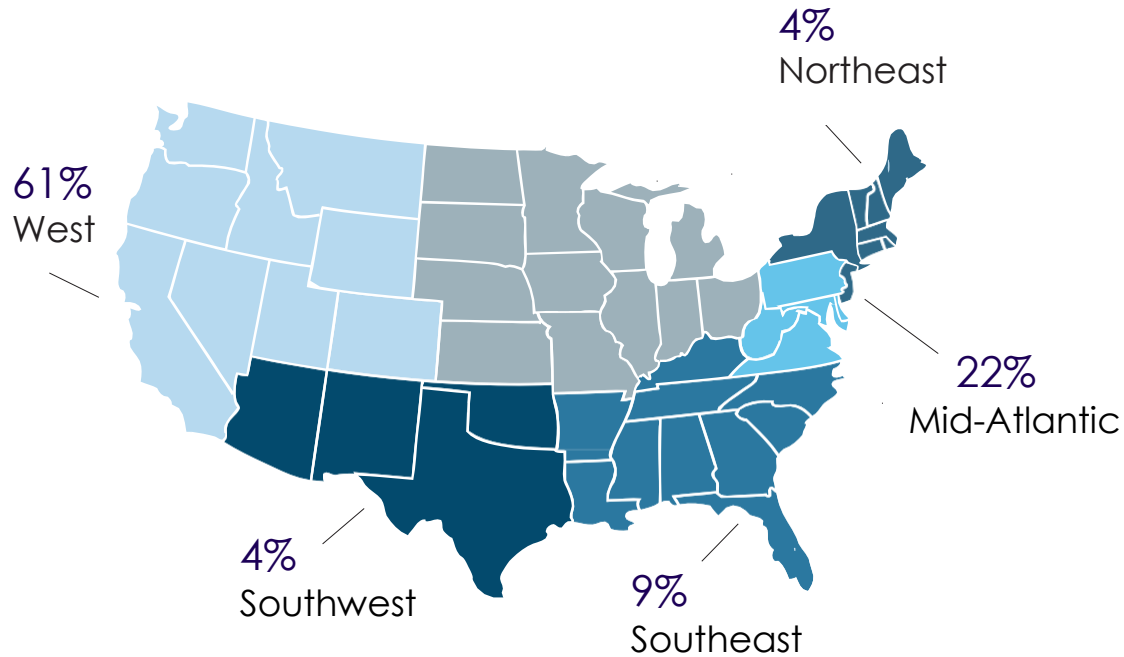 4%
Northeast
61%
West
22%
Mid-Atlantic
4%
Southwest
9%
Southeast